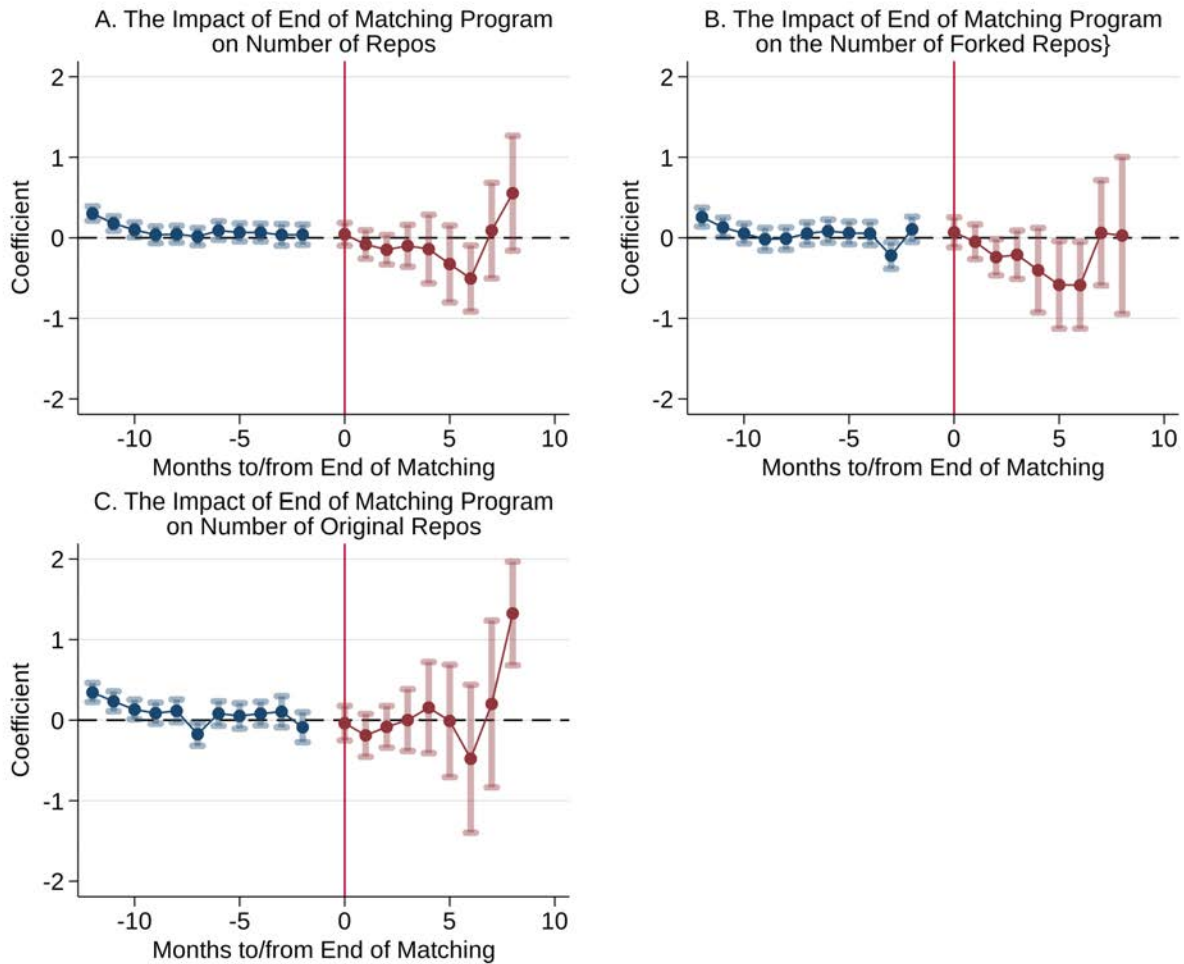 A. The Impact of End of Matching Program
on Number of Repos
2
1
0
-1
-2
Coefficient
-10 -5 0 5 10
Months to/from End of Matching
B. The Impact of End of Matching Program
on the Number of Forked Repos}
2
1
0
-1
-2
Coefficient
-10 -5 0 5 10
Months to/from End of Matching
C. The Impact of End of Matching Program
on Number of Original Repos
2
1
0
-1
-2
Coefficient
-10 -5 0 5 10
Months to/from End of Matching